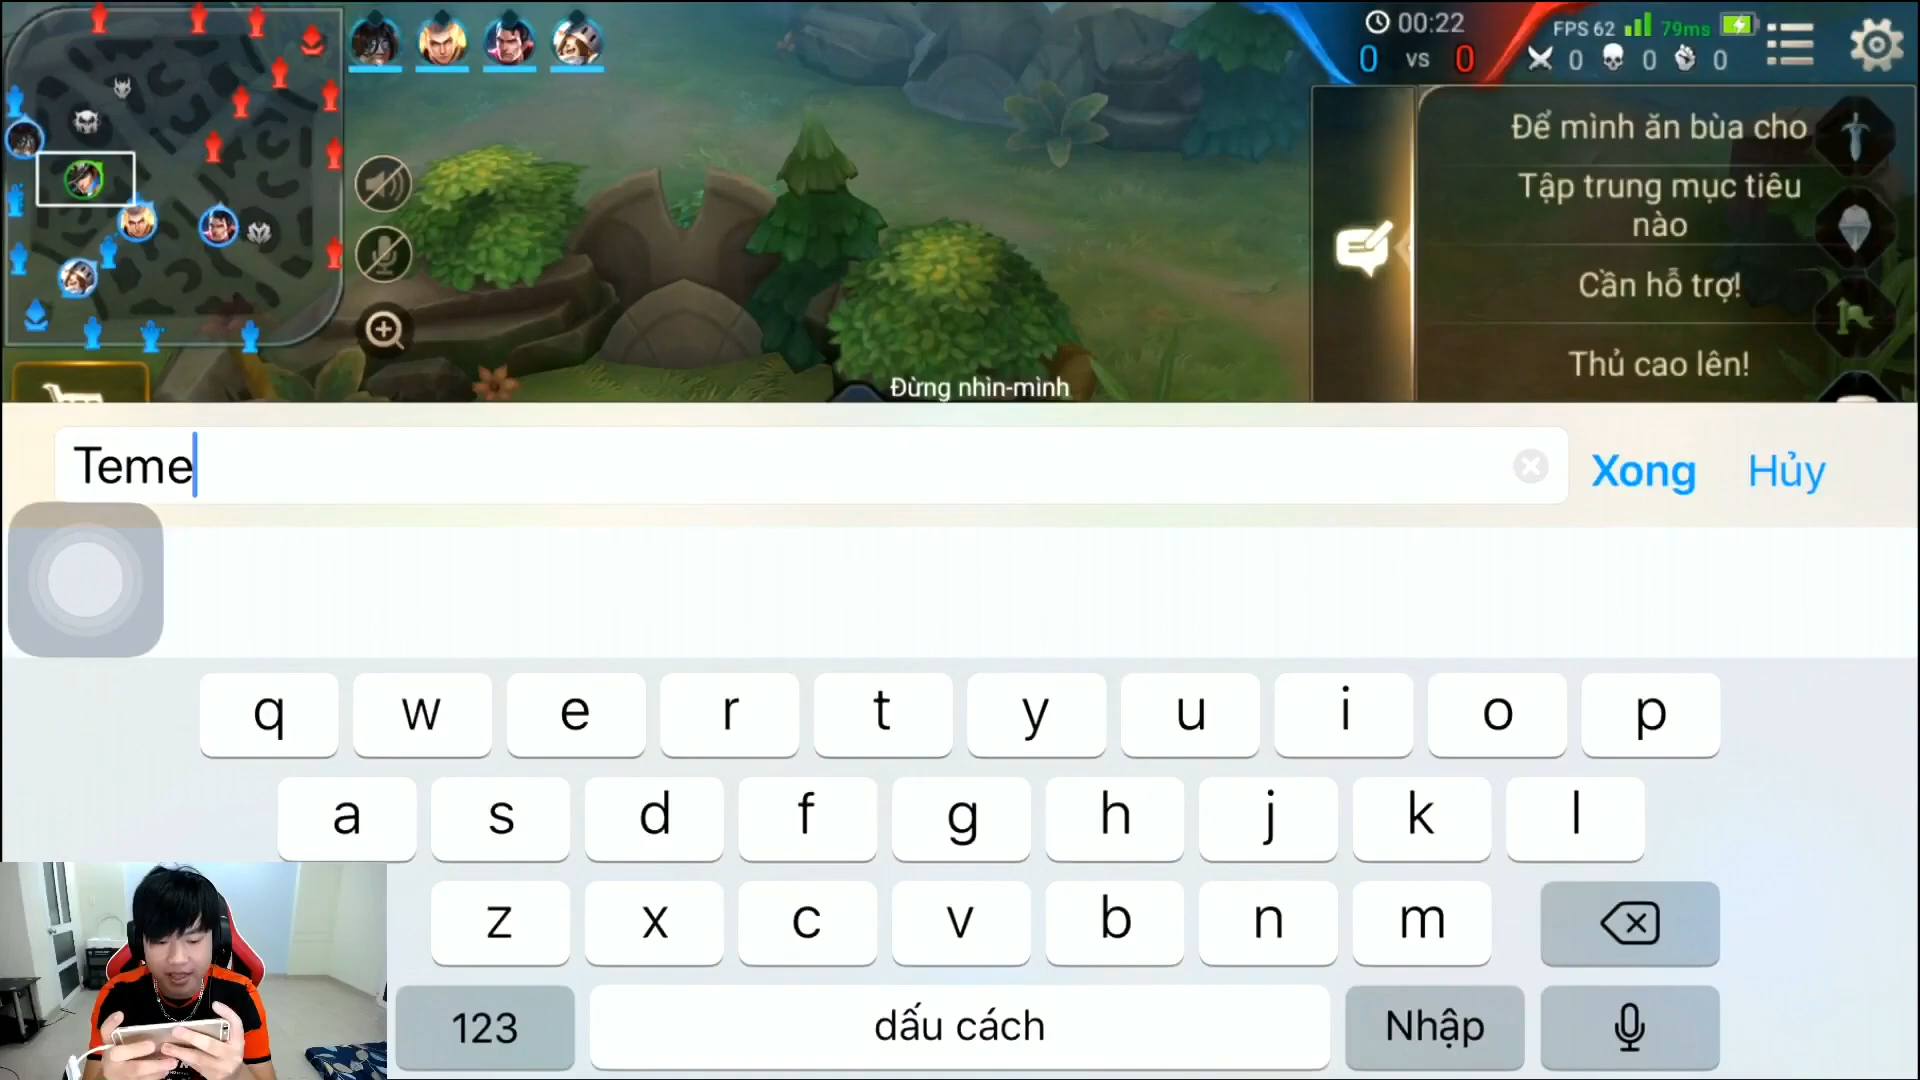 00:22
FPS 62
79ms
0 vs 0
0
0
0
Để mình ăn bùa cho
Tập trung mục tiêu
nào
Cần hỗ trợ!
Thủ cao lên!
Đừng nhìn-mình
Teme
Xong
Hủy
q w e r t y u i o p
a s d f g h j k l
z x c v b n m
123
dấu cách
Nhập